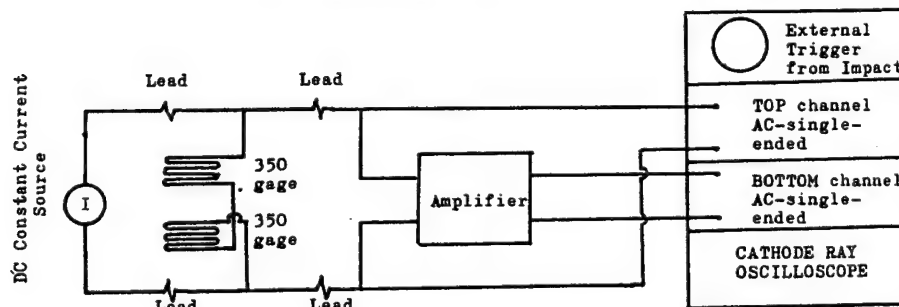 External
Trigger
from Impact
Lead
Lead
TOP channel
AC-single-
ended
DC Constant Current
Source
350
gage
I
Amplifier
BOTTOM channel
AC-single-
ended
350
gage
CATHODE RAY
OSCILLOSCOPE
Lead
Lead